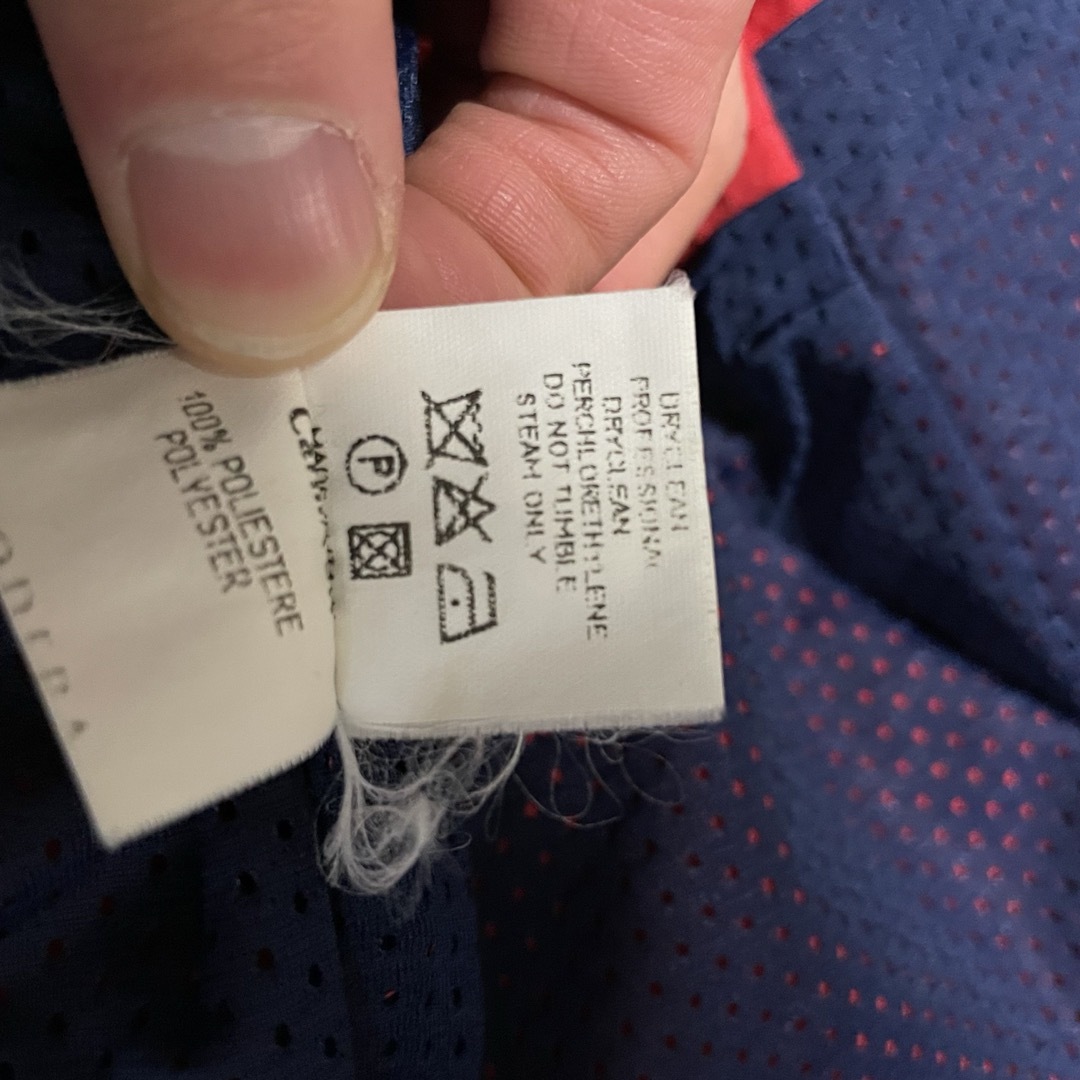 DRYCLEAN
PROFESSIONAL
DRYCLEAN
PERCHLORETHYLENE
DO NOT TUMBLE
STEAM ONLY
P
100% POLIESTERE
POLYESTER